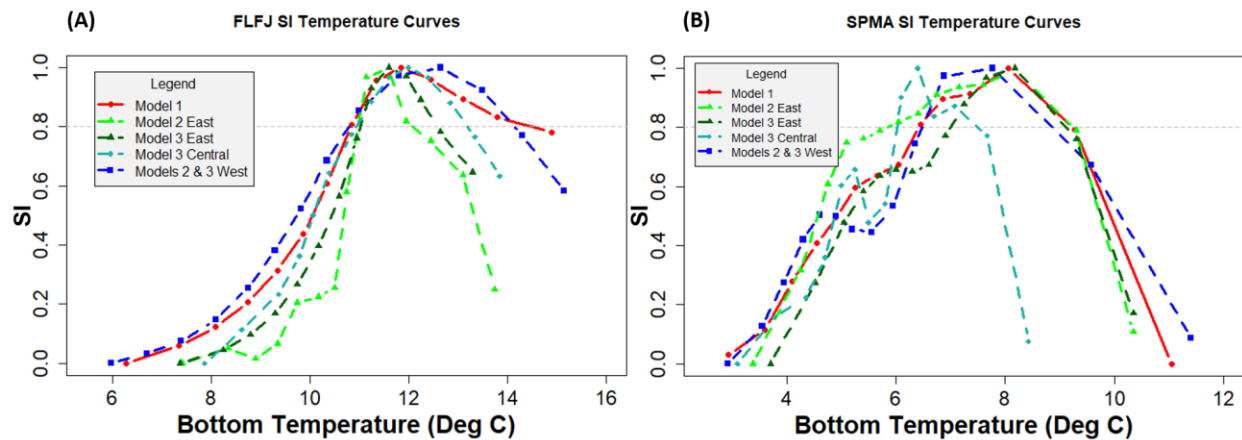 (A)
FLFJ SI Temperature Curves
Legend
Model 1
Model 2 East
Model 3 East
Model 3 Central
Models 2 & 3 West
SI
0.0
0.2
0.4
0.6
0.8
1.0
6 8 10 12 14 16
Bottom Temperature (Deg C)
(B)
SPMA SI Temperature Curves
Legend
Model 1
Model 2 East
Model 3 East
Model 3 Central
Models 2 & 3 West
SI
0.0
0.2
0.4
0.6
0.8
1.0
4 6 8 10 12
Bottom Temperature (Deg C)